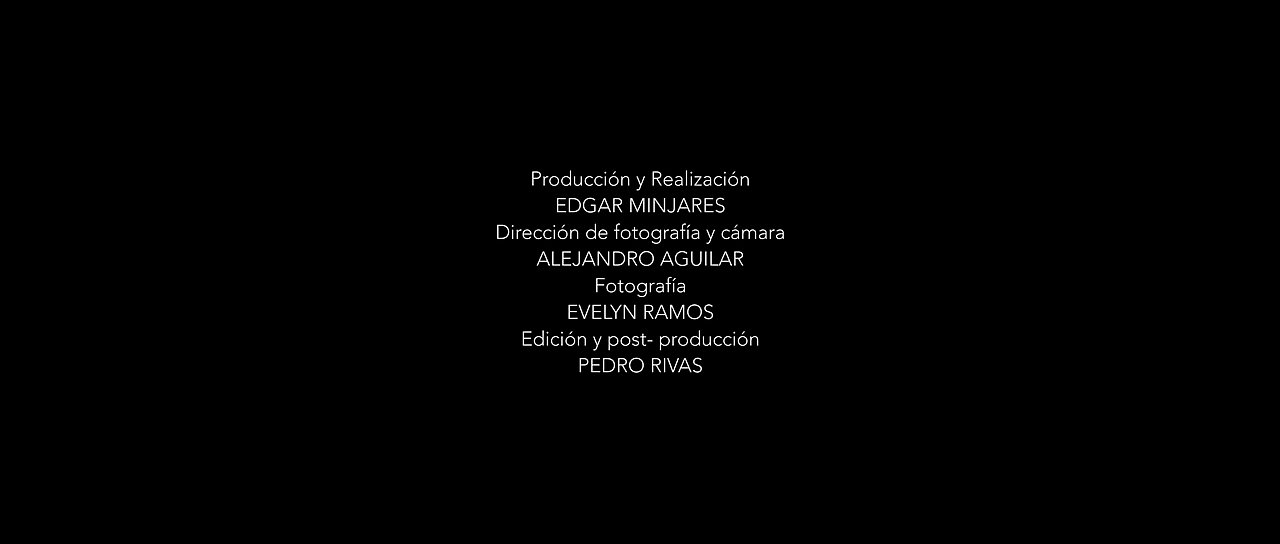 Producción y Realización
EDGAR MINJARES
Dirección de fotografía y cámara
ALEJANDRO AGUILAR
Fotografía
EVELYN RAMOS
Edición y post- producción
PEDRO RIVAS